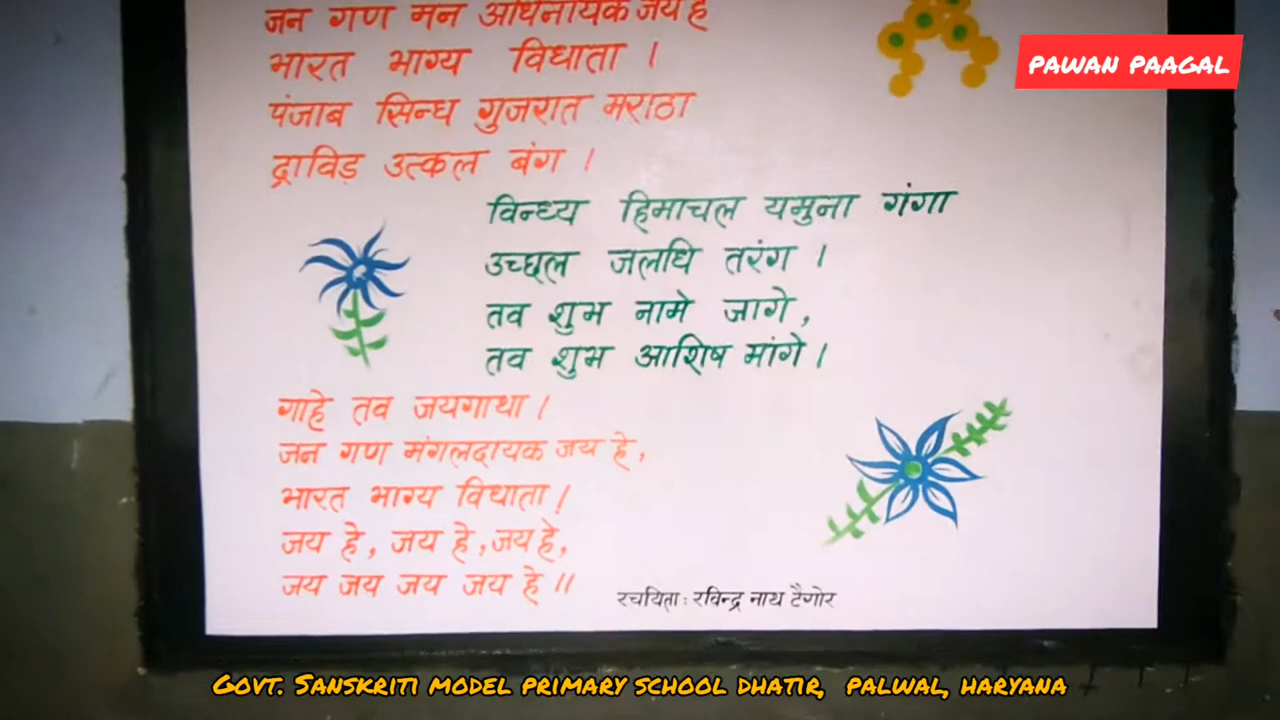 जन गण मन अधिनायक जय हे
भारत भाग्य विधाता ।
पंजाब सिन्ध गुजरात मराठा
द्राविड़ उत्कल बंग ।
विन्ध्य हिमाचल यमुना गंगा
उच्छल जलधि तरंग ।
तव शुभ नामे जागे,
तव शुभ आशिष मांगे ।
गाहे तव जयगाथा ।
जन गण मंगलदायक जय हे,
भारत भाग्य विधाता ।
जय हे, जय हे, जय हे,
जय जय जय जय हे ॥
रचयिता: रविन्द्र नाथ टैगोर
PAWAN PAAGAL
GOVT. SANSKRITI MODEL PRIMARY SCHOOL DHATIR, PALWAL, HARYANA